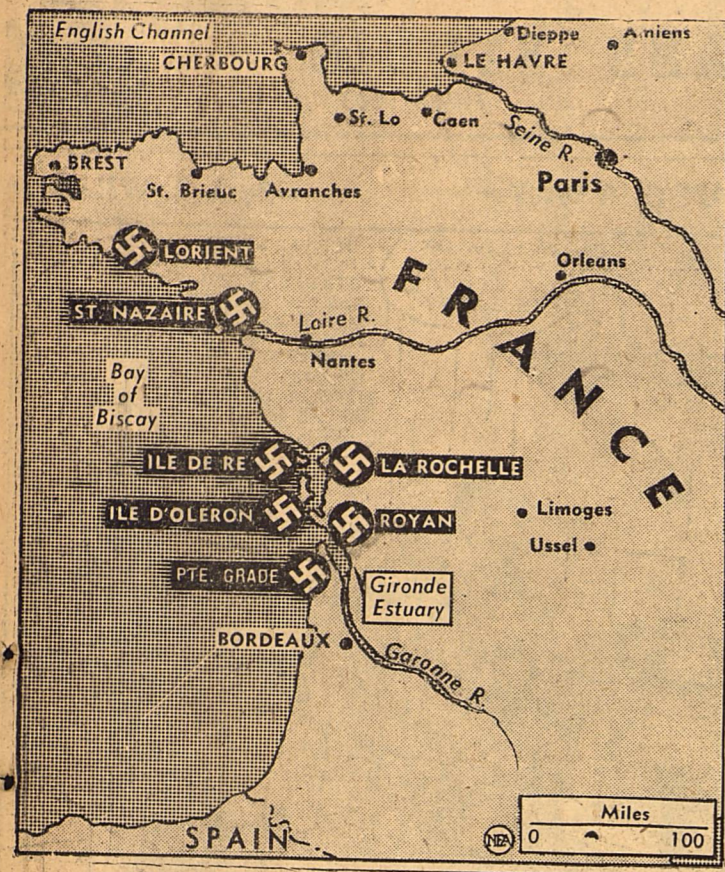 English Channel
Dieppe
Amiens
CHERBOURG
LE HAVRE
St. Lo
Caen
Seine R.
BREST
Paris
St. Brieuc
Avranches
LORIENT
Orleans
FRANCE
ST. NAZAIRE
Loire R.
Nantes
Bay
of
Biscay
ILE DE RE
LA ROCHELLE
ILE D'OLERON
ROYAN
Limoges
Ussel
PTE. GRADE
Gironde
Estuary
BORDEAUX
Garonne R.
SPAIN
NEA
Miles
0 100